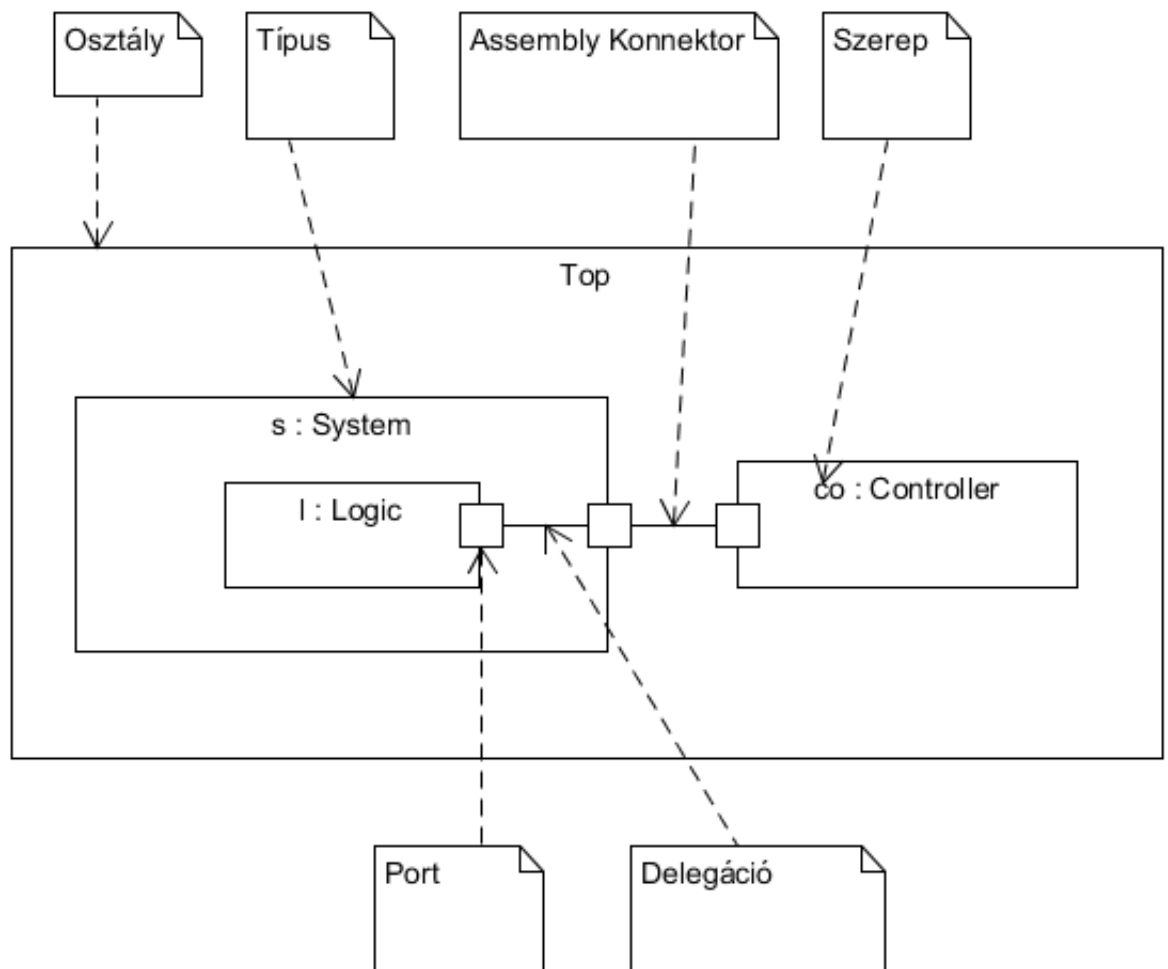 Osztály
Típus
Assembly Konnektor
Szerep
Top
s : System
l : Logic
co : Controller
Port
Delegáció